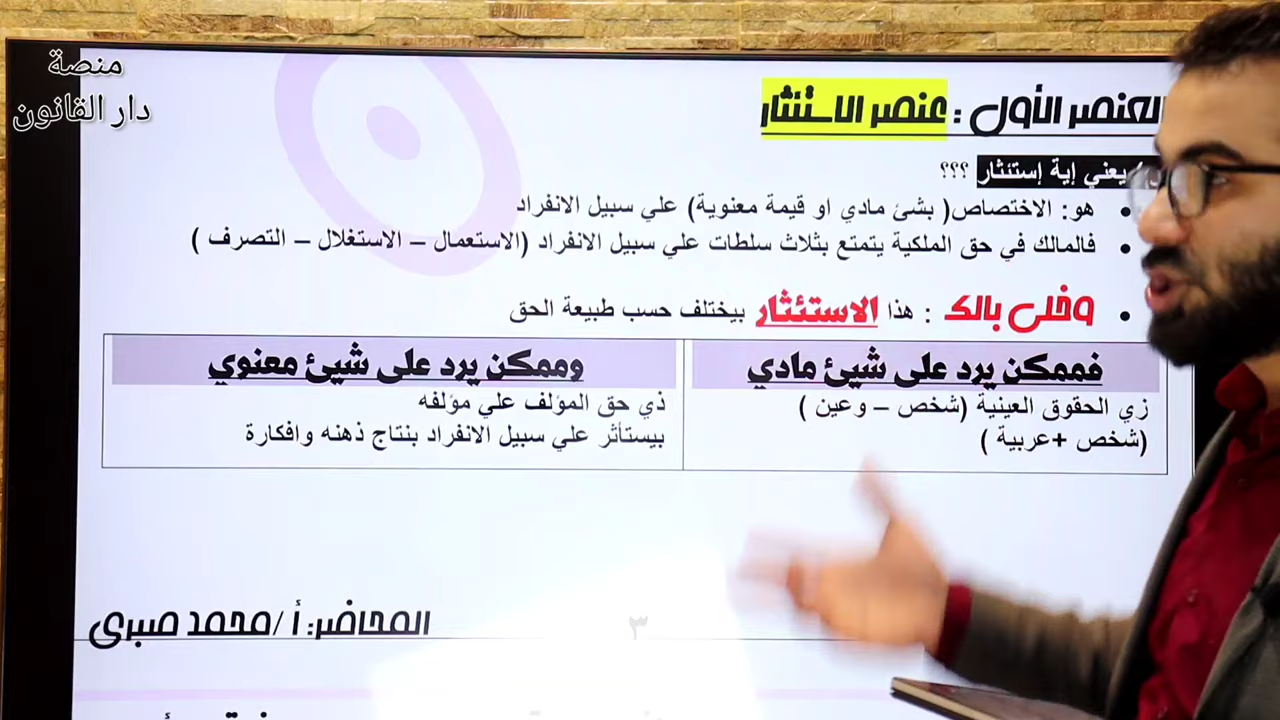 منصة
دار القانون
العنصر الأول : عنصر الاستئثار
يعني إية إستئثار ؟؟؟
• هو: الاختصاص( بشئ مادي او قيمة معنوية) علي سبيل الانفراد
• فالمالك في حق الملكية يتمتع بثلاث سلطات علي سبيل الانفراد (الاستعمال – الاستغلال – التصرف )
• وخلى بالك : هذا الاستئثار بيختلف حسب طبيعة الحق
فممكن يرد على شيئ مادي
زي الحقوق العينية (شخص – وعين )
(شخص +عربية )
وممكن يرد على شيئ معنوي
ذي حق المؤلف علي مؤلفه
بيستأثر علي سبيل الانفراد بنتاج ذهنه وافكارة
٣
المحاضر: أ /محمد صبرى